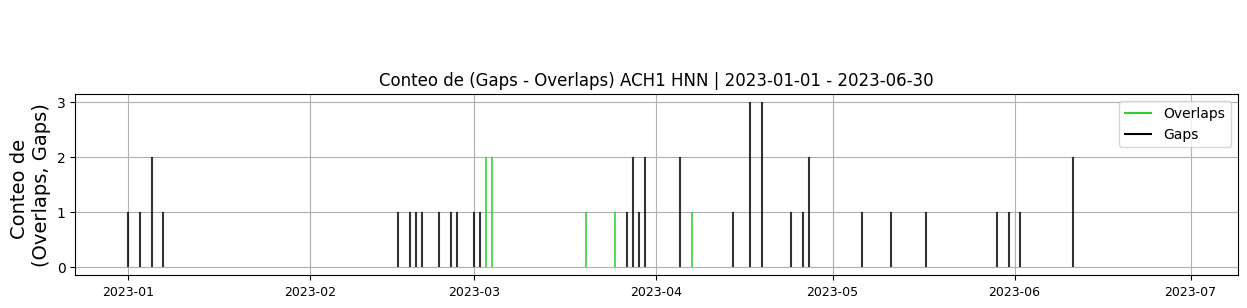 Conteo de (Gaps - Overlaps) ACH1 HNN | 2023-01-01 - 2023-06-30
Conteo de
(Overlaps, Gaps)
3
2
1
0
Overlaps
Gaps
2023-01
2023-02
2023-03
2023-04
2023-05
2023-06
2023-07